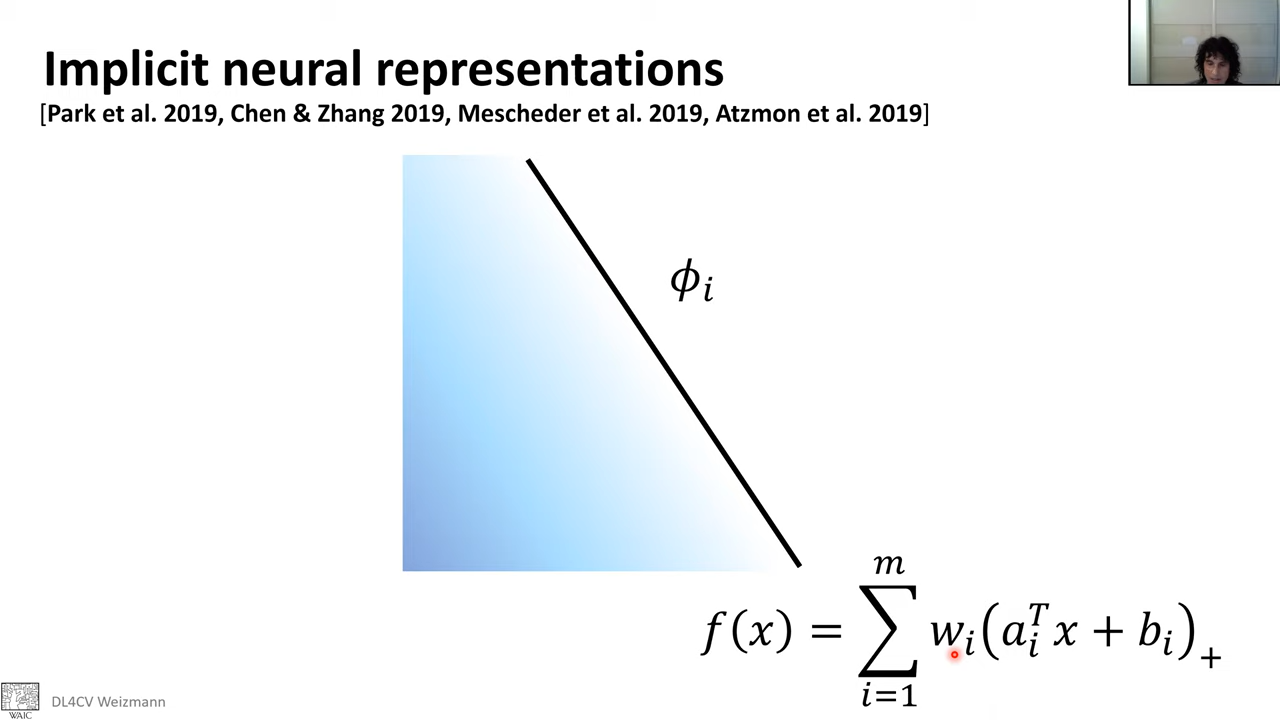 Implicit neural representations
[Park et al. 2019, Chen & Zhang 2019, Mescheder et al. 2019, Atzmon et al. 2019]
ϕᵢ
f(x) = ∑ᵢ₌₁ᵐ wᵢ(aᵢᵀx + bᵢ)₊
DL4CV Weizmann
WAIC